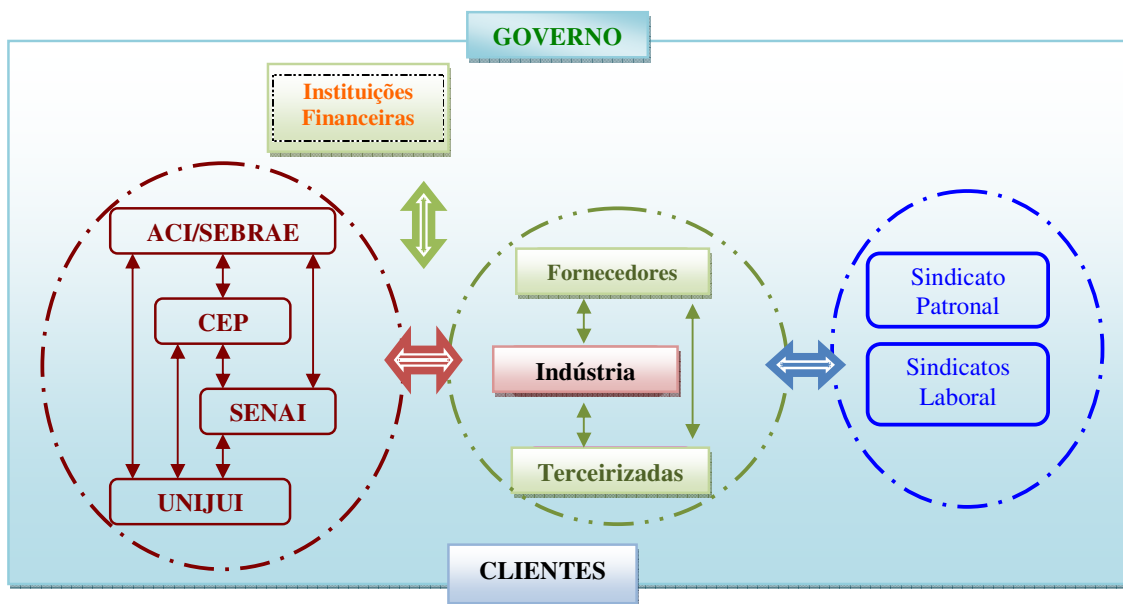 GOVERNO
Instituições
Financeiras
ACI/SEBRAE
CEP
SENAI
UNIJUI
Fornecedores
Indústria
Terceirizadas
Sindicato
Patronal
Sindicatos
Laboral
CLIENTES